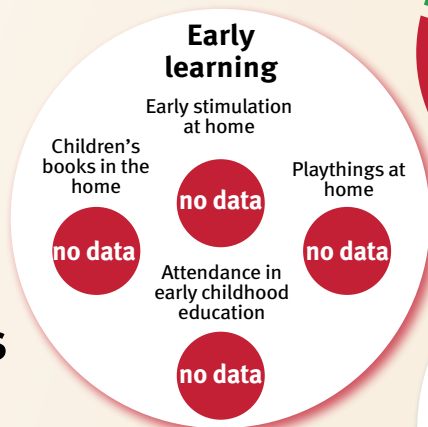 Early
learning
Early stimulation
at home
no data
Children's
books in the
home
no data
Playthings at
home
no data
Attendance in
early childhood
education
no data
s